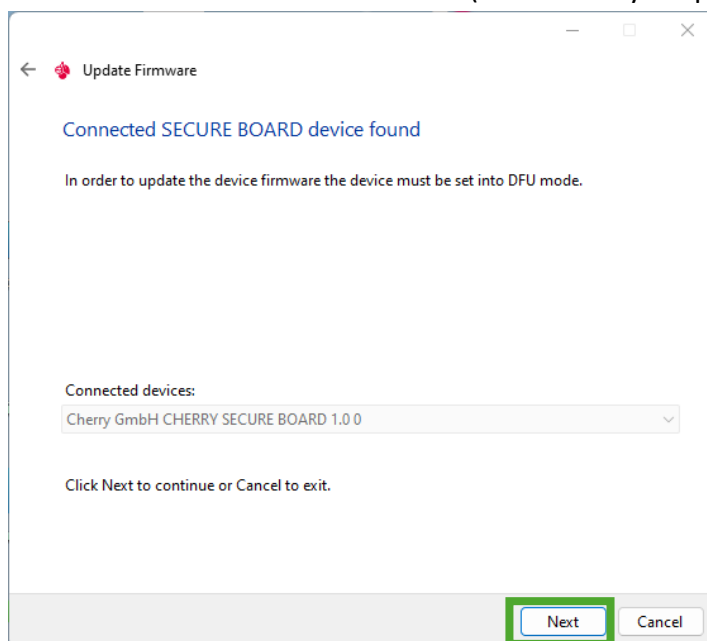 Update Firmware
Connected SECURE BOARD device found
In order to update the device firmware the device must be set into DFU mode.
Connected devices:
Cherry GmbH CHERRY SECURE BOARD 1.0 0
Click Next to continue or Cancel to exit.
Next Cancel